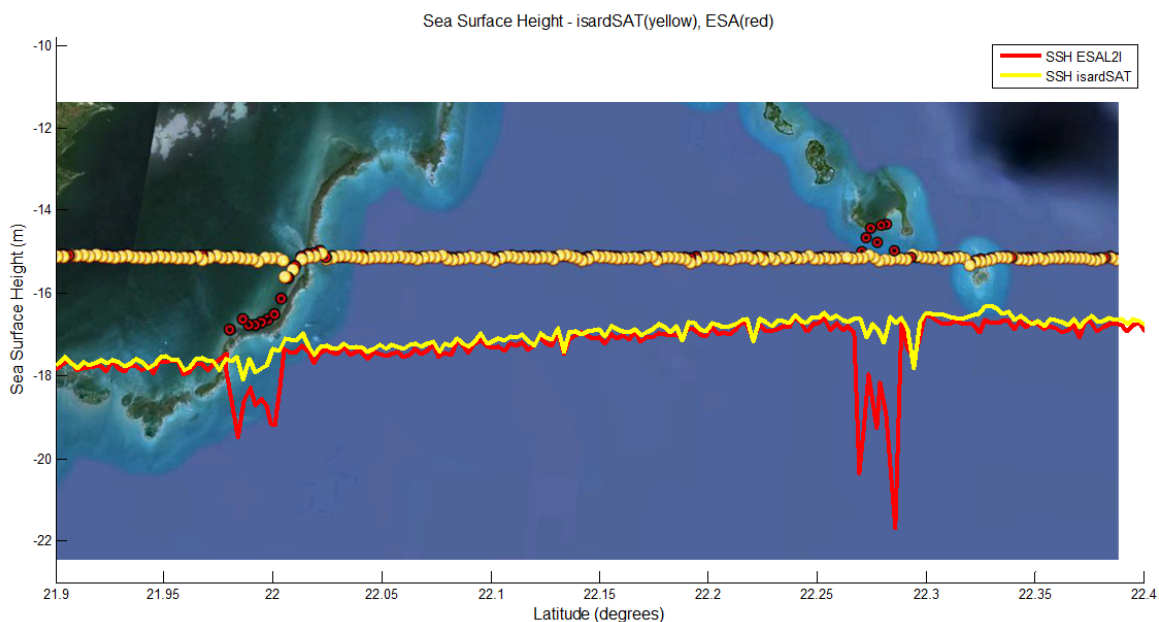 Sea Surface Height - isardSAT(yellow), ESA(red)
SSH ESAL2I
SSH isardSAT
Sea Surface Height (m)
-10
-12
-14
-16
-18
-20
-22
21.9 21.95 22 22.05 22.1 22.15 22.2 22.25 22.3 22.35 22.4
Latitude (degrees)